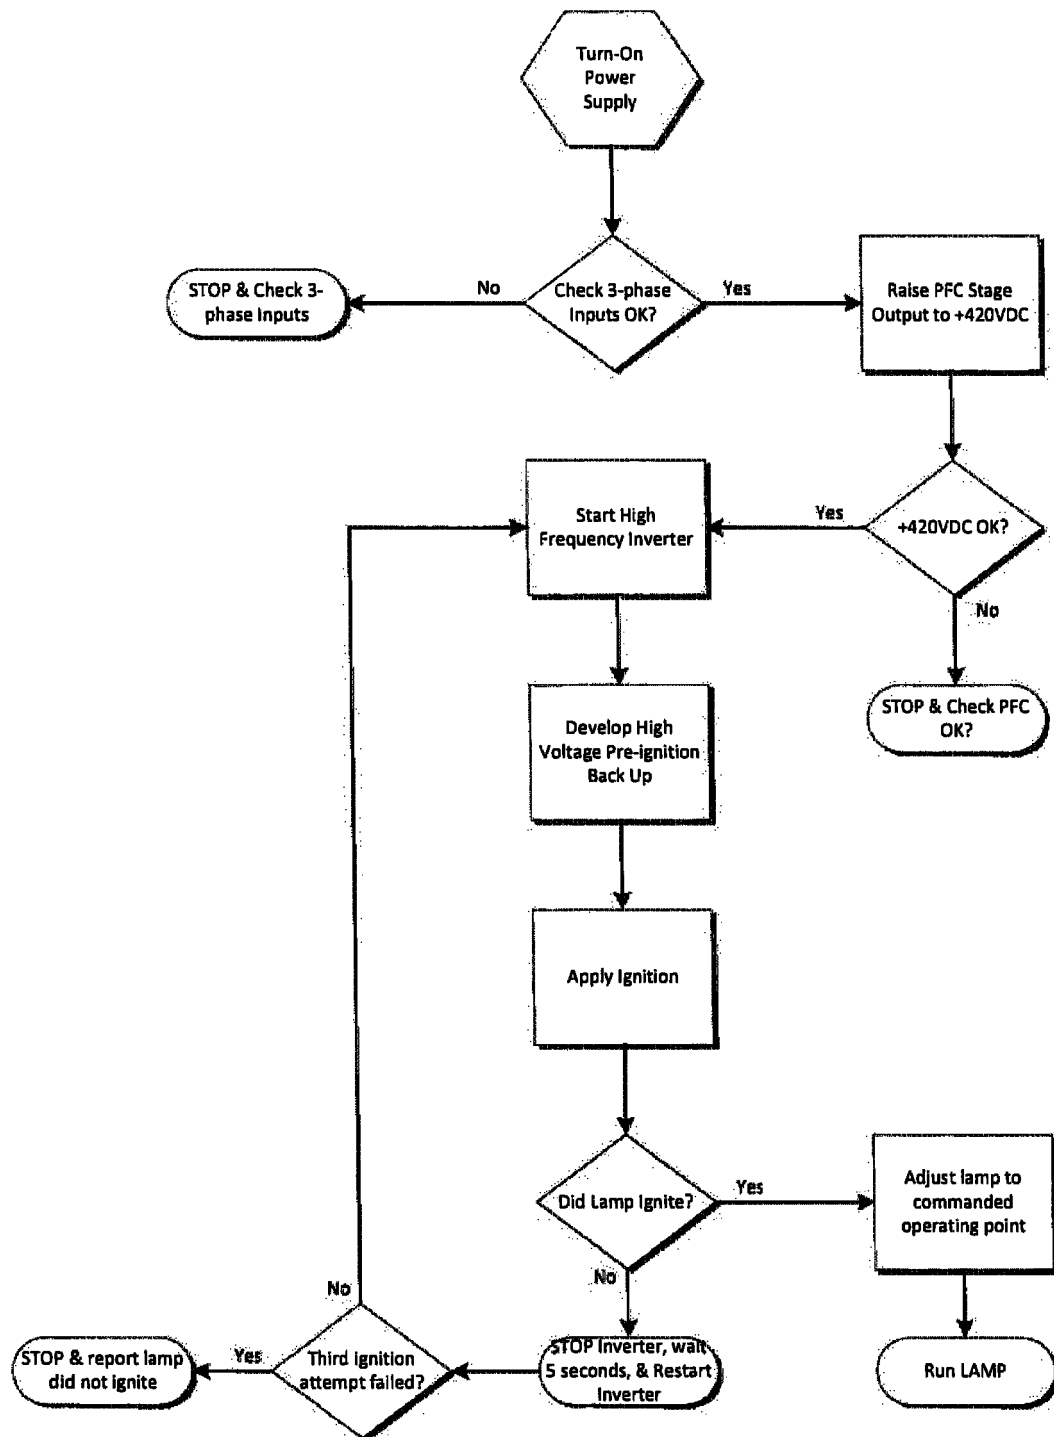 Turn-On
Power
Supply
STOP & Check 3-
phase Inputs
No
Check 3-phase
Inputs OK?
Yes
Raise PFC Stage
Output to +420VDC
Start High
Frequency Inverter
Yes
+420VDC OK?
No
STOP & Check PFC
OK?
Develop High
Voltage Pre-ignition
Back Up
Apply Ignition
Did Lamp Ignite?
Yes
Adjust lamp to
commanded
operating point
No
No
STOP & report lamp
did not ignite
Yes
Third ignition
attempt failed?
STOP Inverter, wait
5 seconds, & Restart
Inverter
Run LAMP